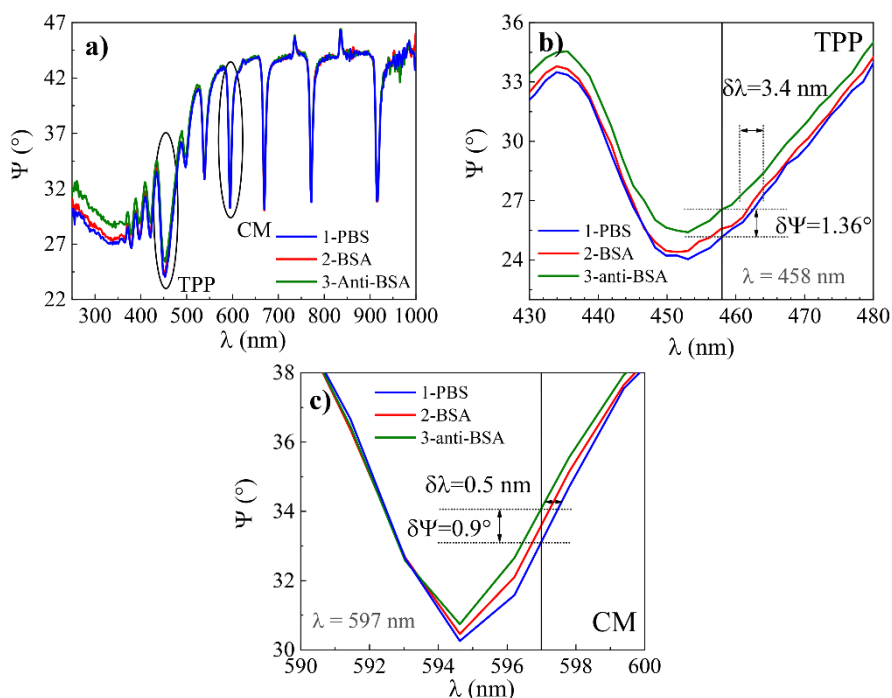 a)
47
42
37
32
27
22
Ψ (°)
TPP
CM
1-PBS
2-BSA
3-Anti-BSA
300 400 500 600 700 800 900 1000
λ (nm)
b)
TPP
36
33
30
27
24
Ψ (°)
δλ=3.4 nm
δΨ=1.36°
1-PBS
2-BSA
3-anti-BSA
λ = 458 nm
430 440 450 460 470 480
λ (nm)
c)
38
36
34
32
30
Ψ (°)
1-PBS
2-BSA
3-anti-BSA
δλ=0.5 nm
δΨ=0.9°
λ = 597 nm
CM
590 592 594 596 598 600
λ (nm)